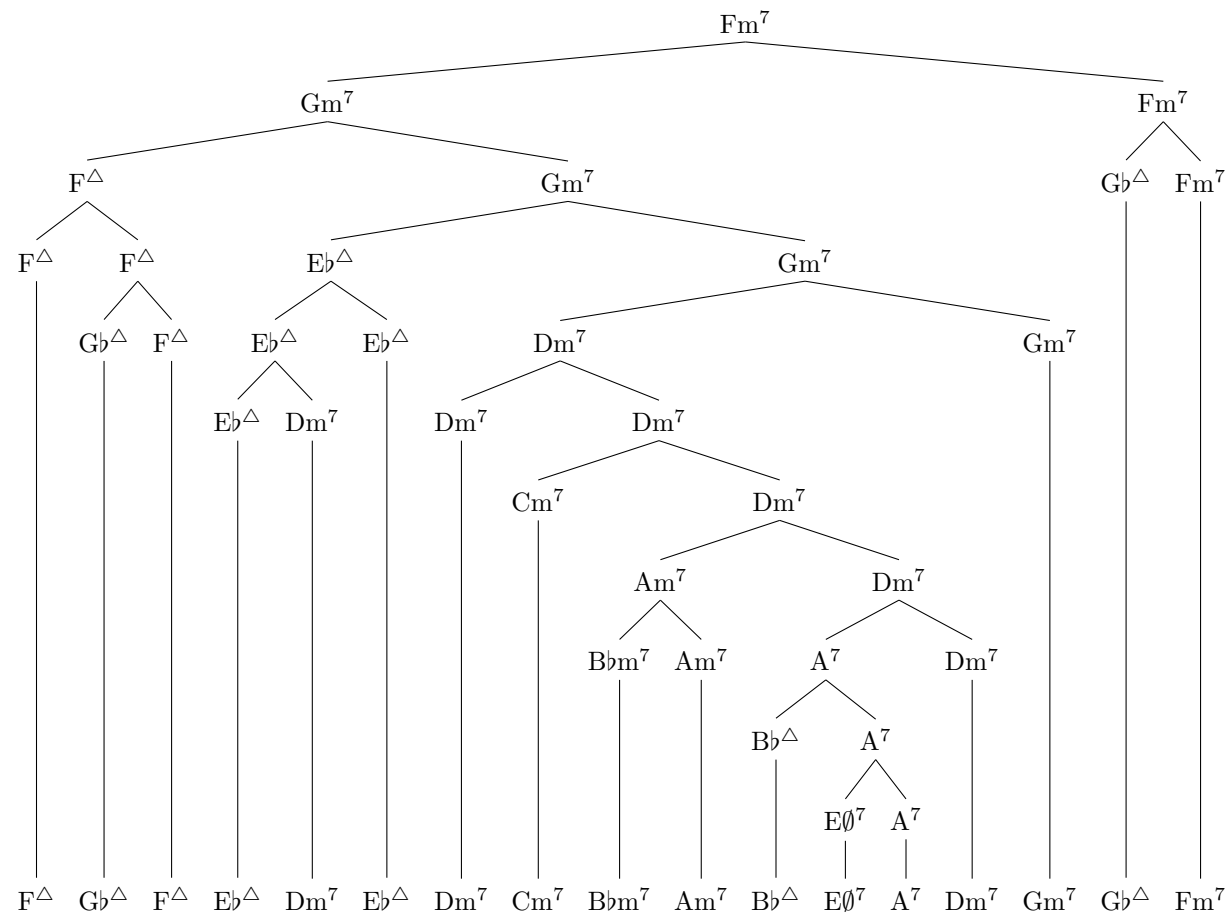 Fm⁷
Gm⁷ Fm⁷
F△ Gm⁷ G♭△ Fm⁷
F△ F△ E♭△ Gm⁷
G♭△ F△ E♭△ E♭△ Dm⁷ Gm⁷
E♭△ Dm⁷ Dm⁷ Dm⁷
Cm⁷ Dm⁷
Am⁷ Dm⁷
B♭m⁷ Am⁷ A⁷ Dm⁷
B♭△ A⁷
E∅⁷ A⁷
F△ G♭△ F△ E♭△ Dm⁷ E♭△ Dm⁷ Cm⁷ B♭m⁷ Am⁷ B♭△ E∅⁷ A⁷ Dm⁷ Gm⁷ G♭△ Fm⁷